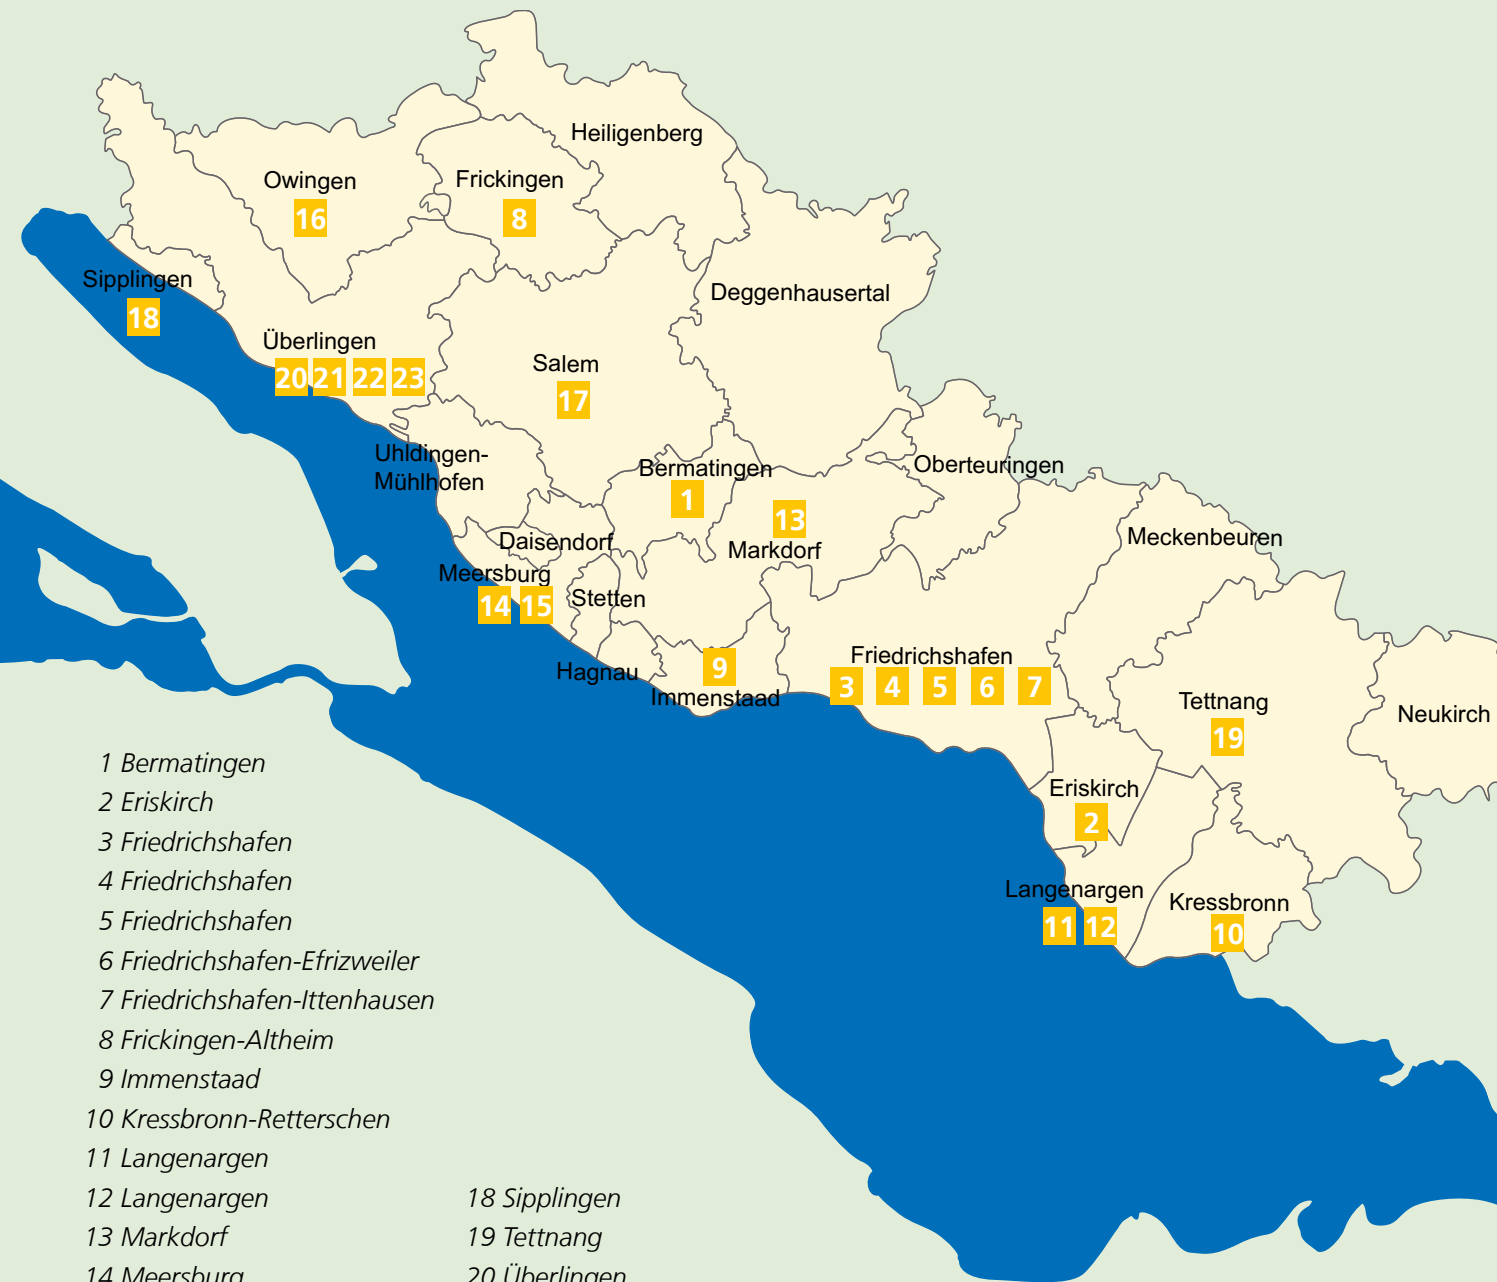 Heiligenberg
Owingen
16
Frickingen
8
Sipplingen
18
Deggenhausertal
Überlingen
20 21 22 23
Salem
17
Uhldingen-
Mühlhofen
Bermatingen
1
Oberteuringen
13
Markdorf
Meckenbeuren
Daisendorf
Meersburg
14 15
Stetten
Hagnau
9
Immenstaad
Friedrichshafen
3 4 5 6 7
Tettnang
19
Neukirch
Eriskirch
2
Langenargen
11 12
Kressbronn
10
1 Bermatingen
2 Eriskirch
3 Friedrichshafen
4 Friedrichshafen
5 Friedrichshafen
6 Friedrichshafen-Efrizweiler
7 Friedrichshafen-Ittenhausen
8 Frickingen-Altheim
9 Immenstaad
10 Kressbronn-Retterschen
11 Langenargen
12 Langenargen
13 Markdorf
14 Meersburg
18 Sipplingen
19 Tettnang
20 Überlingen